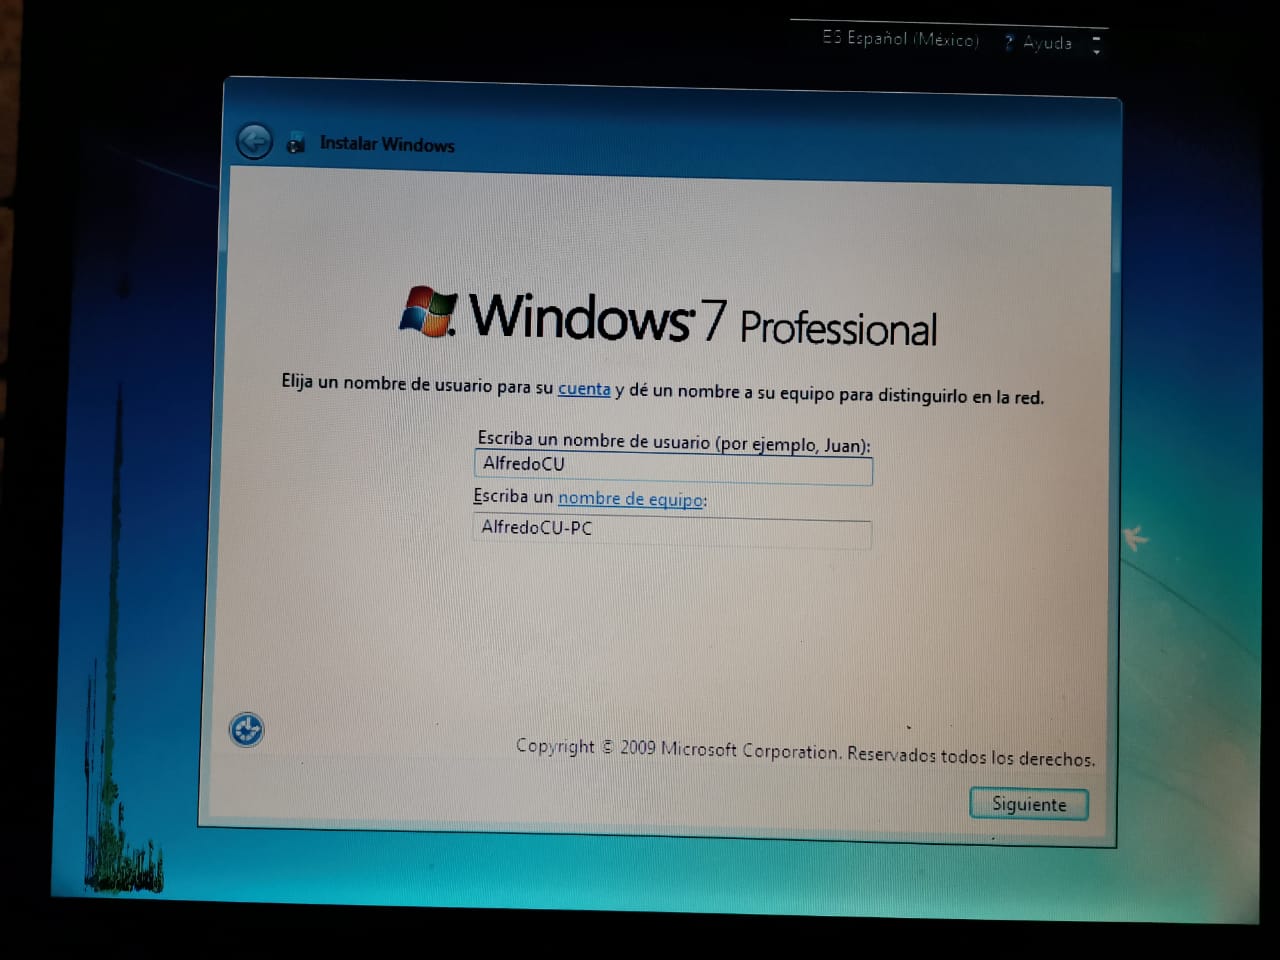 ES Español (México) ? Ayuda
Instalar Windows
Windows 7 Professional
Elija un nombre de usuario para su cuenta y dé un nombre a su equipo para distinguirlo en la red.
Escriba un nombre de usuario (por ejemplo, Juan):
AlfredoCU
Escriba un nombre de equipo:
AlfredoCU-PC
Copyright © 2009 Microsoft Corporation. Reservados todos los derechos.
Siguiente